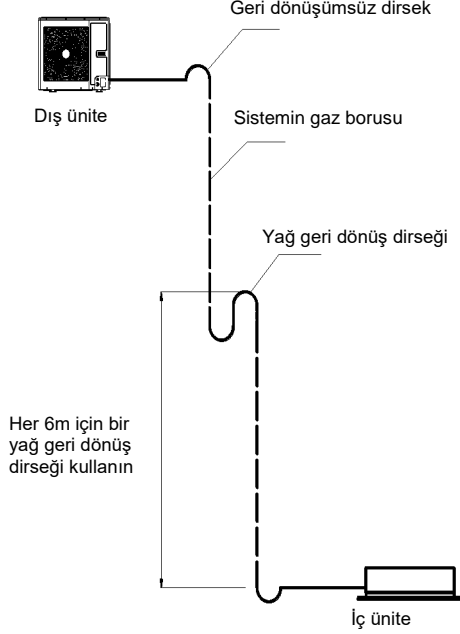 Geri dönüşümsüz dirsek
Dış ünite
Sistemin gaz borusu
Yağ geri dönüş dirseği
Her 6m için bir
yağ geri dönüş
dirseği kullanın
İç ünite